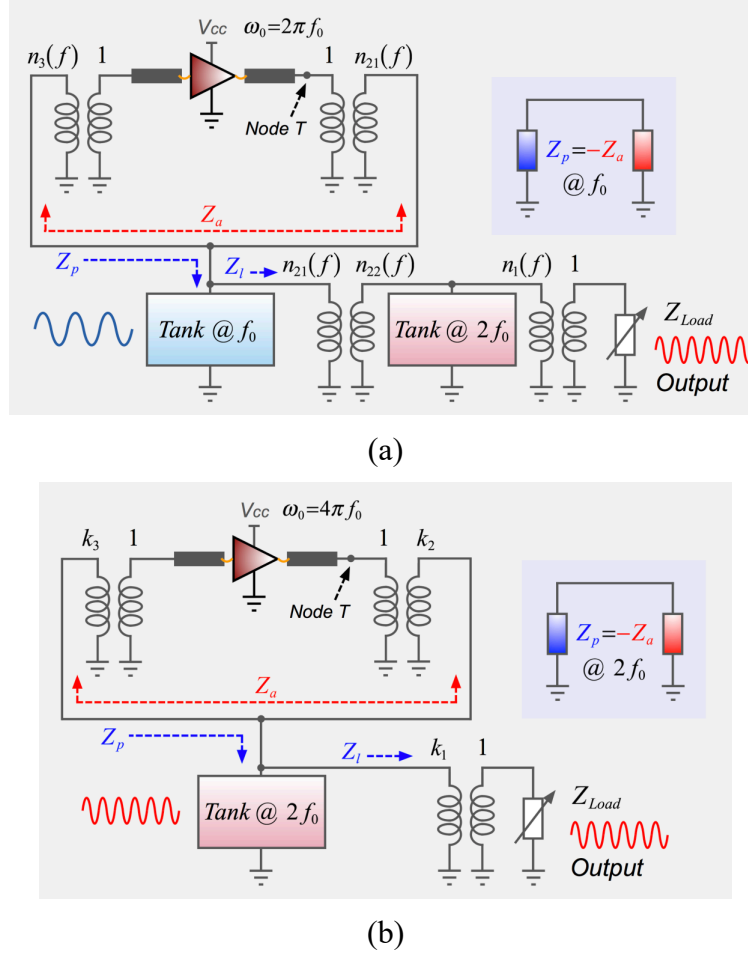 Vcc ω₀=2πf₀
n₃(f) 1 1 n₂₁(f)
Node T
Zₚ=−Zₐ
@ f₀
Zₐ
Zₚ Zₗ n₂₁(f) n₂₂(f) n₁(f) 1
Tank @ f₀ Tank @ 2f₀ Z_Load
Output
(a)
Vcc ω₀=4πf₀
k₃ 1 1 k₂
Node T
Zₚ=−Zₐ
@ 2f₀
Zₐ
Zₚ Zₗ k₁ 1
Tank @ 2f₀ Z_Load
Output
(b)